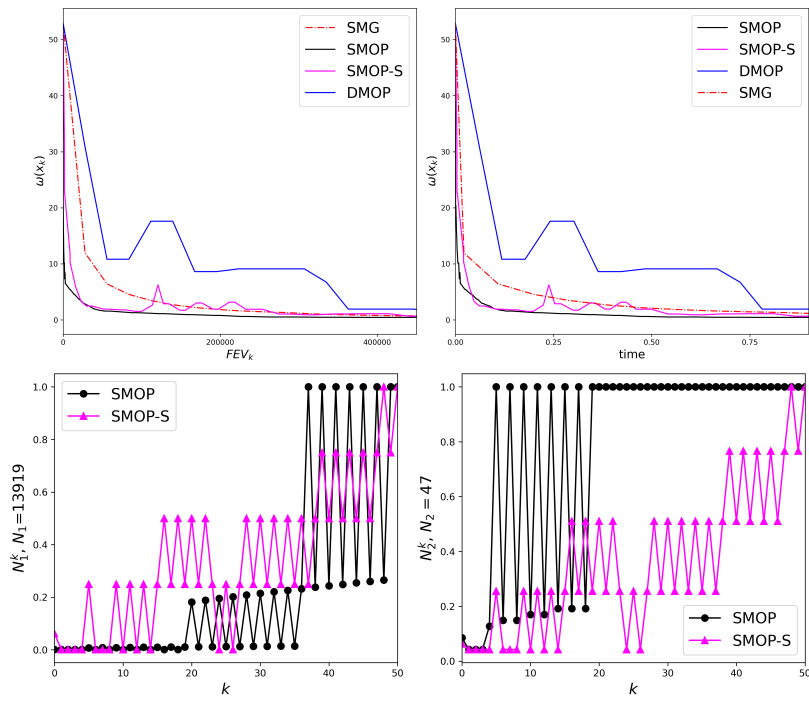 SMG
SMOP
SMOP-S
DMOP
50
40
30
20
10
0
ω(x_k)
0
200000
400000
FEV_k
SMOP
SMOP-S
DMOP
SMG
50
40
30
20
10
0
ω(x_k)
0.00
0.25
0.50
0.75
time
SMOP
SMOP-S
1.0
0.8
0.6
0.4
0.2
0.0
N_1^k, N_1=13919
0
10
20
30
40
50
k
SMOP
SMOP-S
1.0
0.8
0.6
0.4
0.2
0.0
N_2^k, N_2 = 47
0
10
20
30
40
50
k